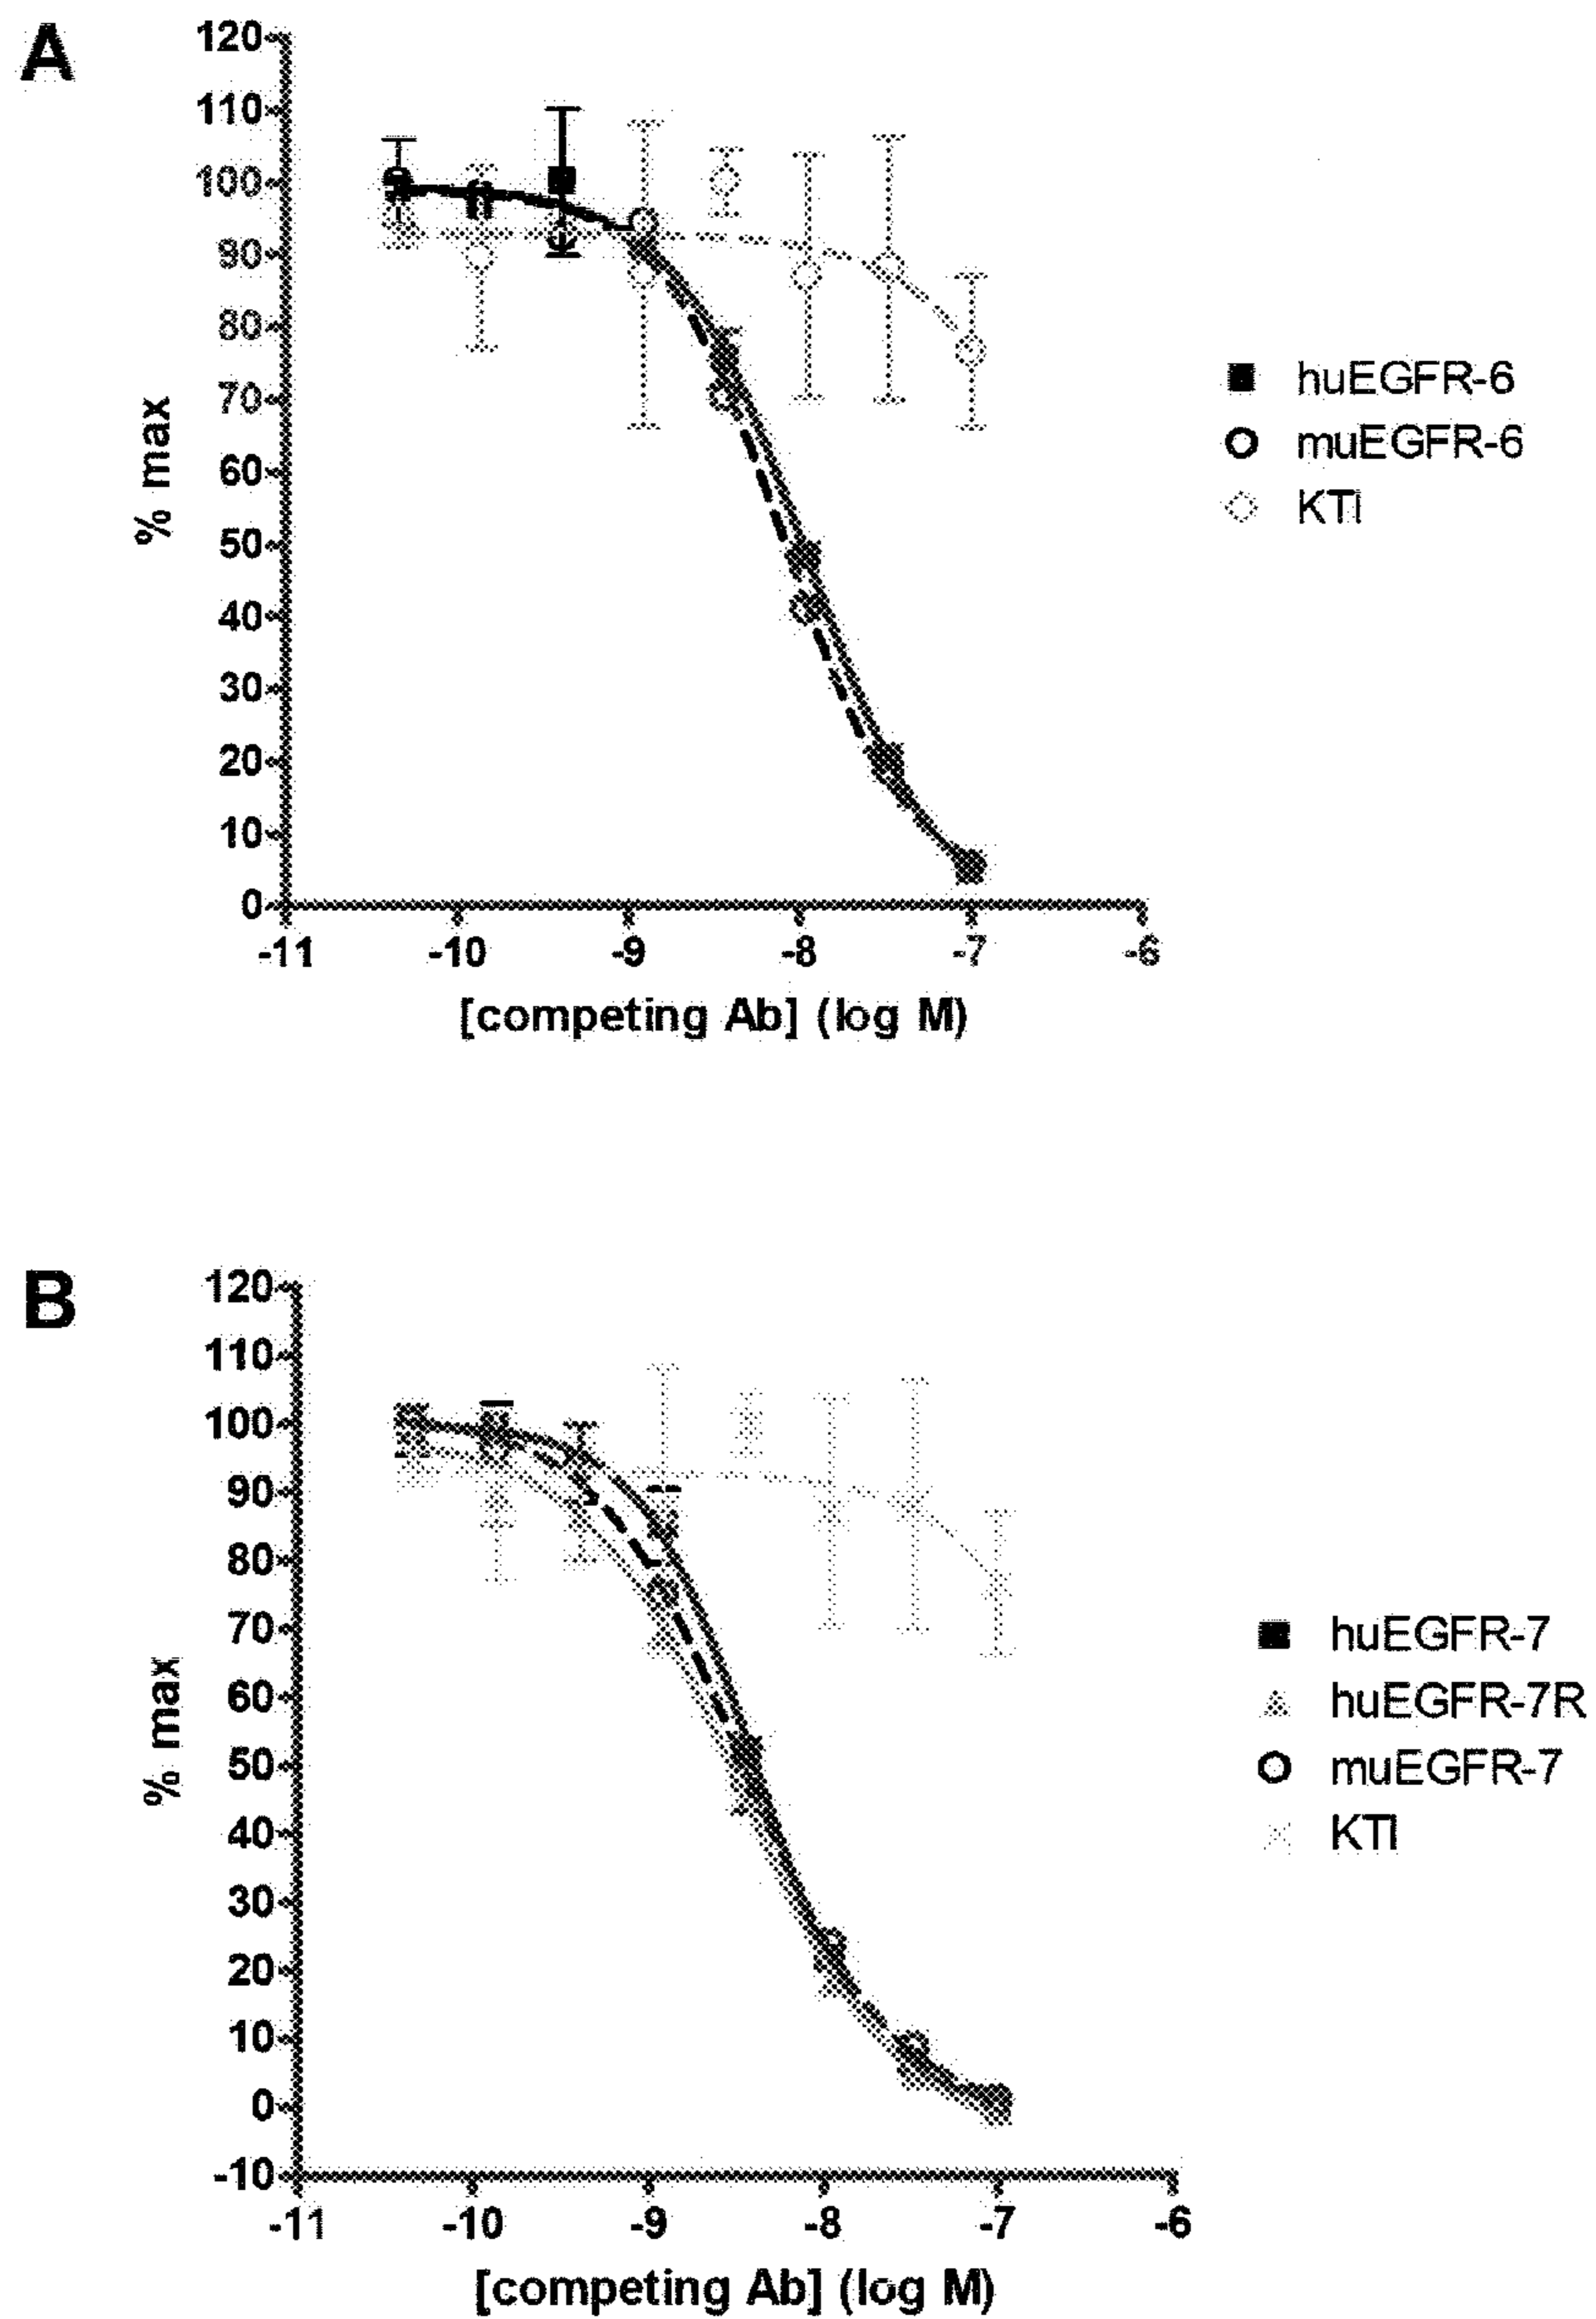 A
120
110
100
90
80
70
60
50
40
30
20
10
0
% max
-11 -10 -9 -8 -7 -6
[competing Ab] (log M)
huEGFR-6
muEGFR-6
KTI
B
120
110
100
90
80
70
60
50
40
30
20
10
0
-10
% max
-11 -10 -9 -8 -7 -6
[competing Ab] (log M)
huEGFR-7
huEGFR-7R
muEGFR-7
KTI